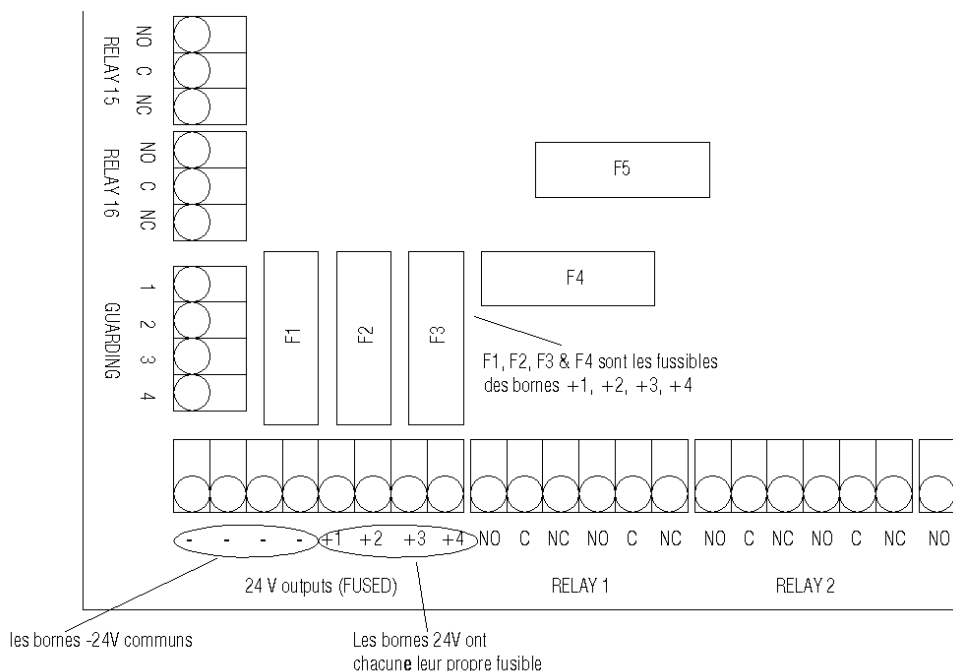 RELAY 15
NO C NC
RELAY 16
NO C NC
F5
GUARDING
1 2 3 4
F1
F2
F3
F4
F1, F2, F3 & F4 sont les fussibles
des bornes +1, +2, +3, +4
- - - - +1 +2 +3 +4 NO C NC NO C NC NO C NC NO C NC NO
24 V outputs (FUSED) RELAY 1 RELAY 2
les bornes -24V communs
Les bornes 24V ont
chacune leur propre fusible